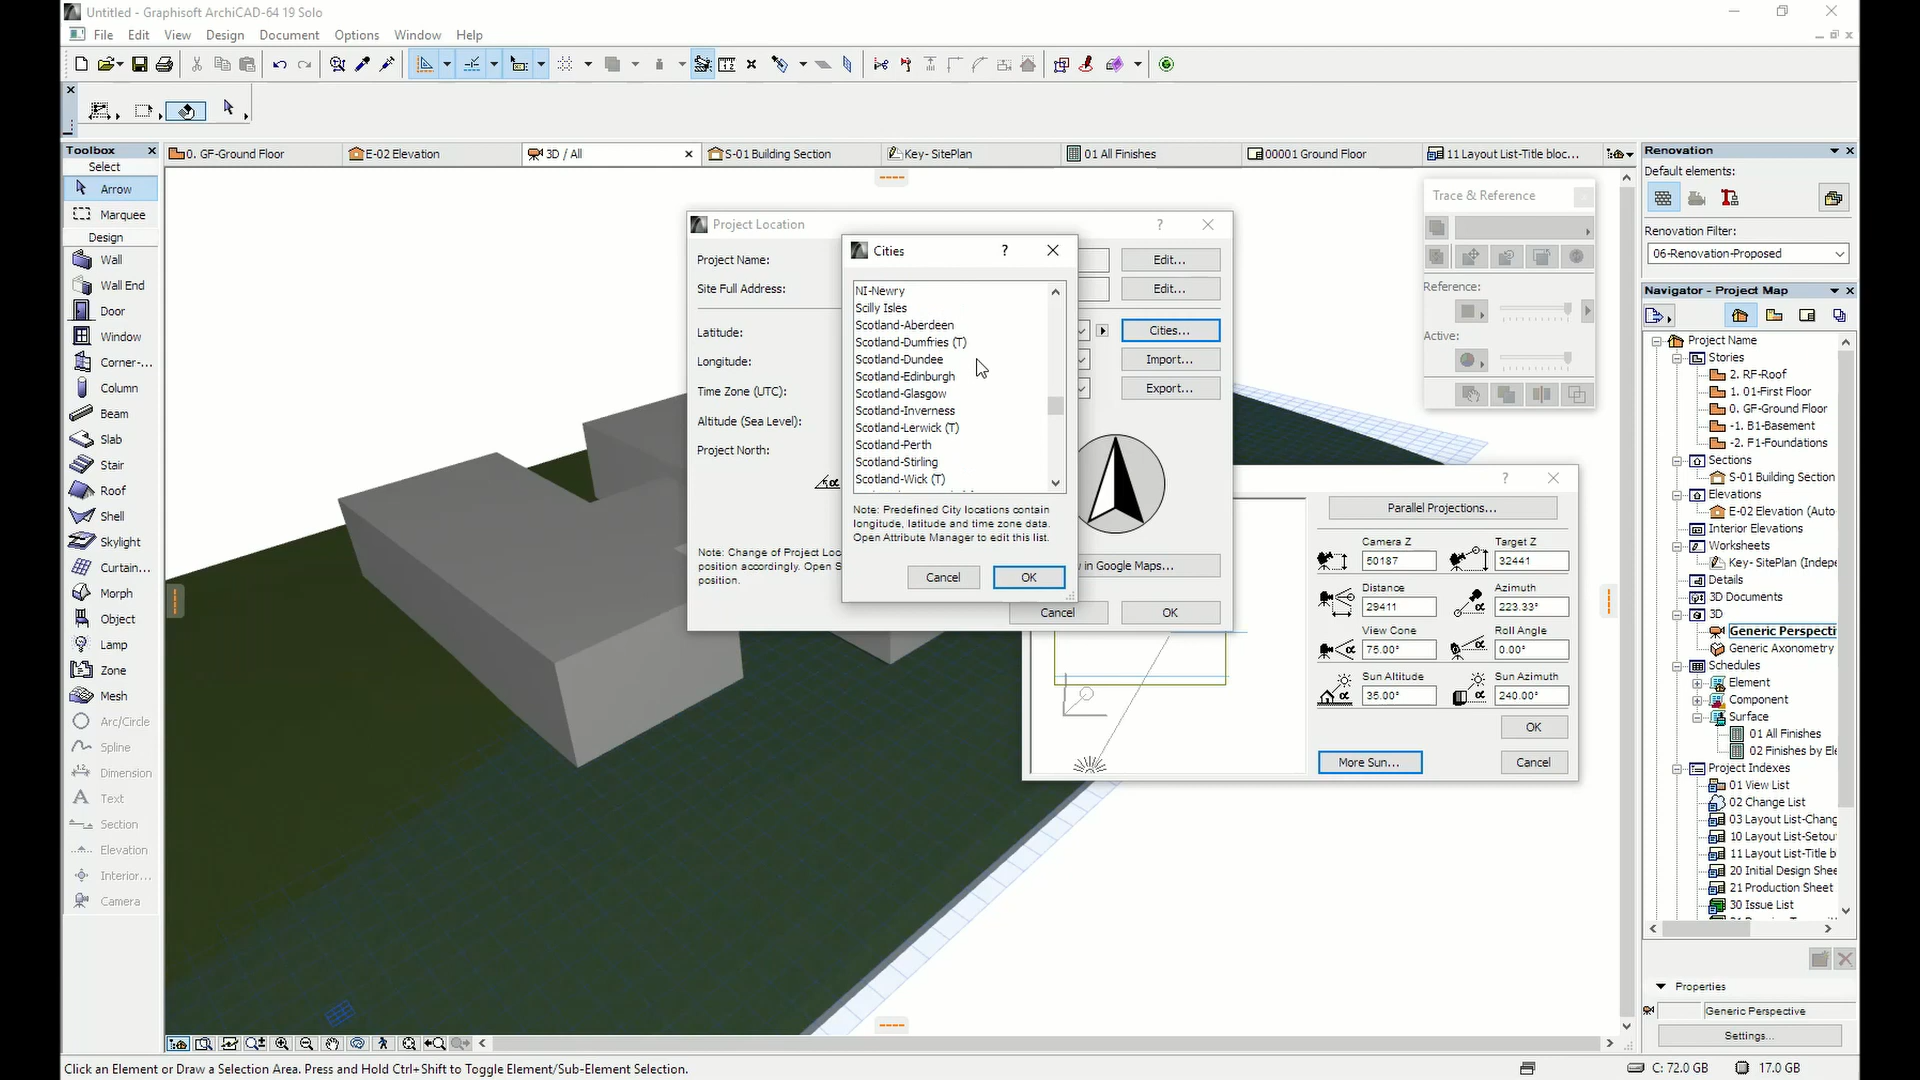 Untitled - Graphisoft ArchiCAD-64 19 Solo
File Edit View Design Document Options Window Help
Toolbox
Select
Arrow
Marquee
Design
Wall
Wall End
Door
Window
Corner-...
Column
Beam
Slab
Stair
Roof
Shell
Skylight
Curtain...
Morph
Object
Lamp
Zone
Mesh
Arc/Circle
Spline
Dimension
Text
Section
Elevation
Interior...
Camera
0. GF-Ground Floor
E-02 Elevation
3D / All
S-01 Building Section
Key- SitePlan
01 All Finishes
00001 Ground Floor
11 Layout List-Title bloc...
Project Location
Project Name:
Edit...
Site Full Address:
Edit...
Latitude:
Cities...
Longitude:
Import...
Time Zone (UTC):
Export...
Altitude (Sea Level):
Project North:
Note: Change of Project Loc
position accordingly. Open S
position.
in Google Maps...
Cancel
OK
Cities
NI-Newry
Scilly Isles
Scotland-Aberdeen
Scotland-Dumfries (T)
Scotland-Dundee
Scotland-Edinburgh
Scotland-Glasgow
Scotland-Inverness
Scotland-Lerwick (T)
Scotland-Perth
Scotland-Stirling
Scotland-Wick (T)
Note: Predefined City locations contain
longitude, latitude and time zone data.
Open Attribute Manager to edit this list.
Cancel
OK
Parallel Projections...
Camera Z
50187
Target Z
32441
Distance
29411
Azimuth
223.33°
View Cone
75.00°
Roll Angle
0.00°
Sun Altitude
35.00°
Sun Azimuth
240.00°
OK
More Sun...
Cancel
Trace & Reference
Reference:
Active:
Renovation
Default elements:
Renovation Filter:
06-Renovation-Proposed
Navigator - Project Map
Project Name
Stories
2. RF-Roof
1. 01-First Floor
0. GF-Ground Floor
-1. B1-Basement
-2. F1-Foundations
Sections
S-01 Building Section
Elevations
E-02 Elevation (Auto
Interior Elevations
Worksheets
Key- SitePlan (Indepe
Details
3D Documents
3D
Generic Perspecti
Generic Axonometry
Schedules
Element
Component
Surface
01 All Finishes
02 Finishes by Ele
Project Indexes
01 View List
02 Change List
03 Layout List-Chang
10 Layout List-Setou
11 Layout List-Title b
20 Initial Design Shee
21 Production Sheet
30 Issue List
Properties
Generic Perspective
Settings...
Click an Element or Draw a Selection Area. Press and Hold Ctrl+Shift to Toggle Element/Sub-Element Selection.
C: 72.0 GB
17.0 GB